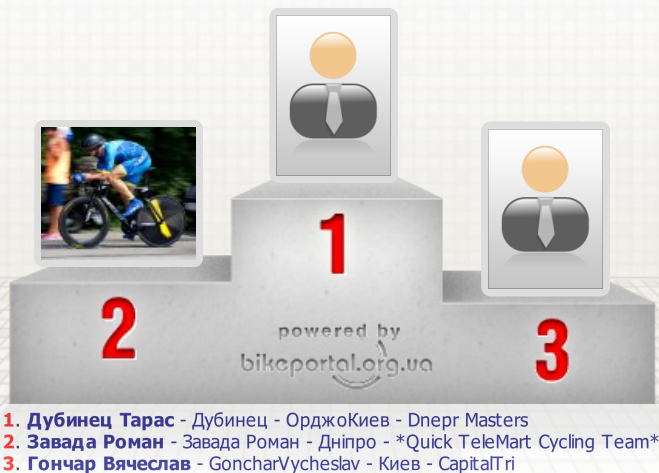 1
2
3
powered by
bikeportal.org.ua
1. Дубинец Тарас - Дубинец - ОрджоКиев - Dnepr Masters
2. Завада Роман - Завада Роман - Дніпро - *Quick TeleMart Cycling Team*
3. Гончар Вячеслав - GoncharVycheslav - Киев - CapitalTri